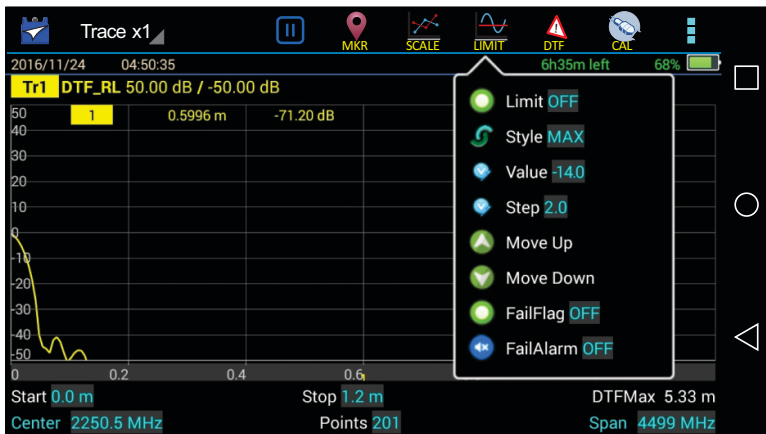 Trace x1
MKR SCALE LIMIT DTF CAL
2016/11/24 04:50:35 6h35m left 68%
Tr1 DTF_RL 50.00 dB / -50.00 dB
50 1 0.5996 m -71.20 dB
40
30
20
10
0
-10
-20
-30
-40
-50
Limit OFF
Style MAX
Value -14.0
Step 2.0
Move Up
Move Down
FailFlag OFF
FailAlarm OFF
0 0.2 0.4 0.6
Start 0.0 m Stop 1.2 m DTFMax 5.33 m
Center 2250.5 MHz Points 201 Span 4499 MHz